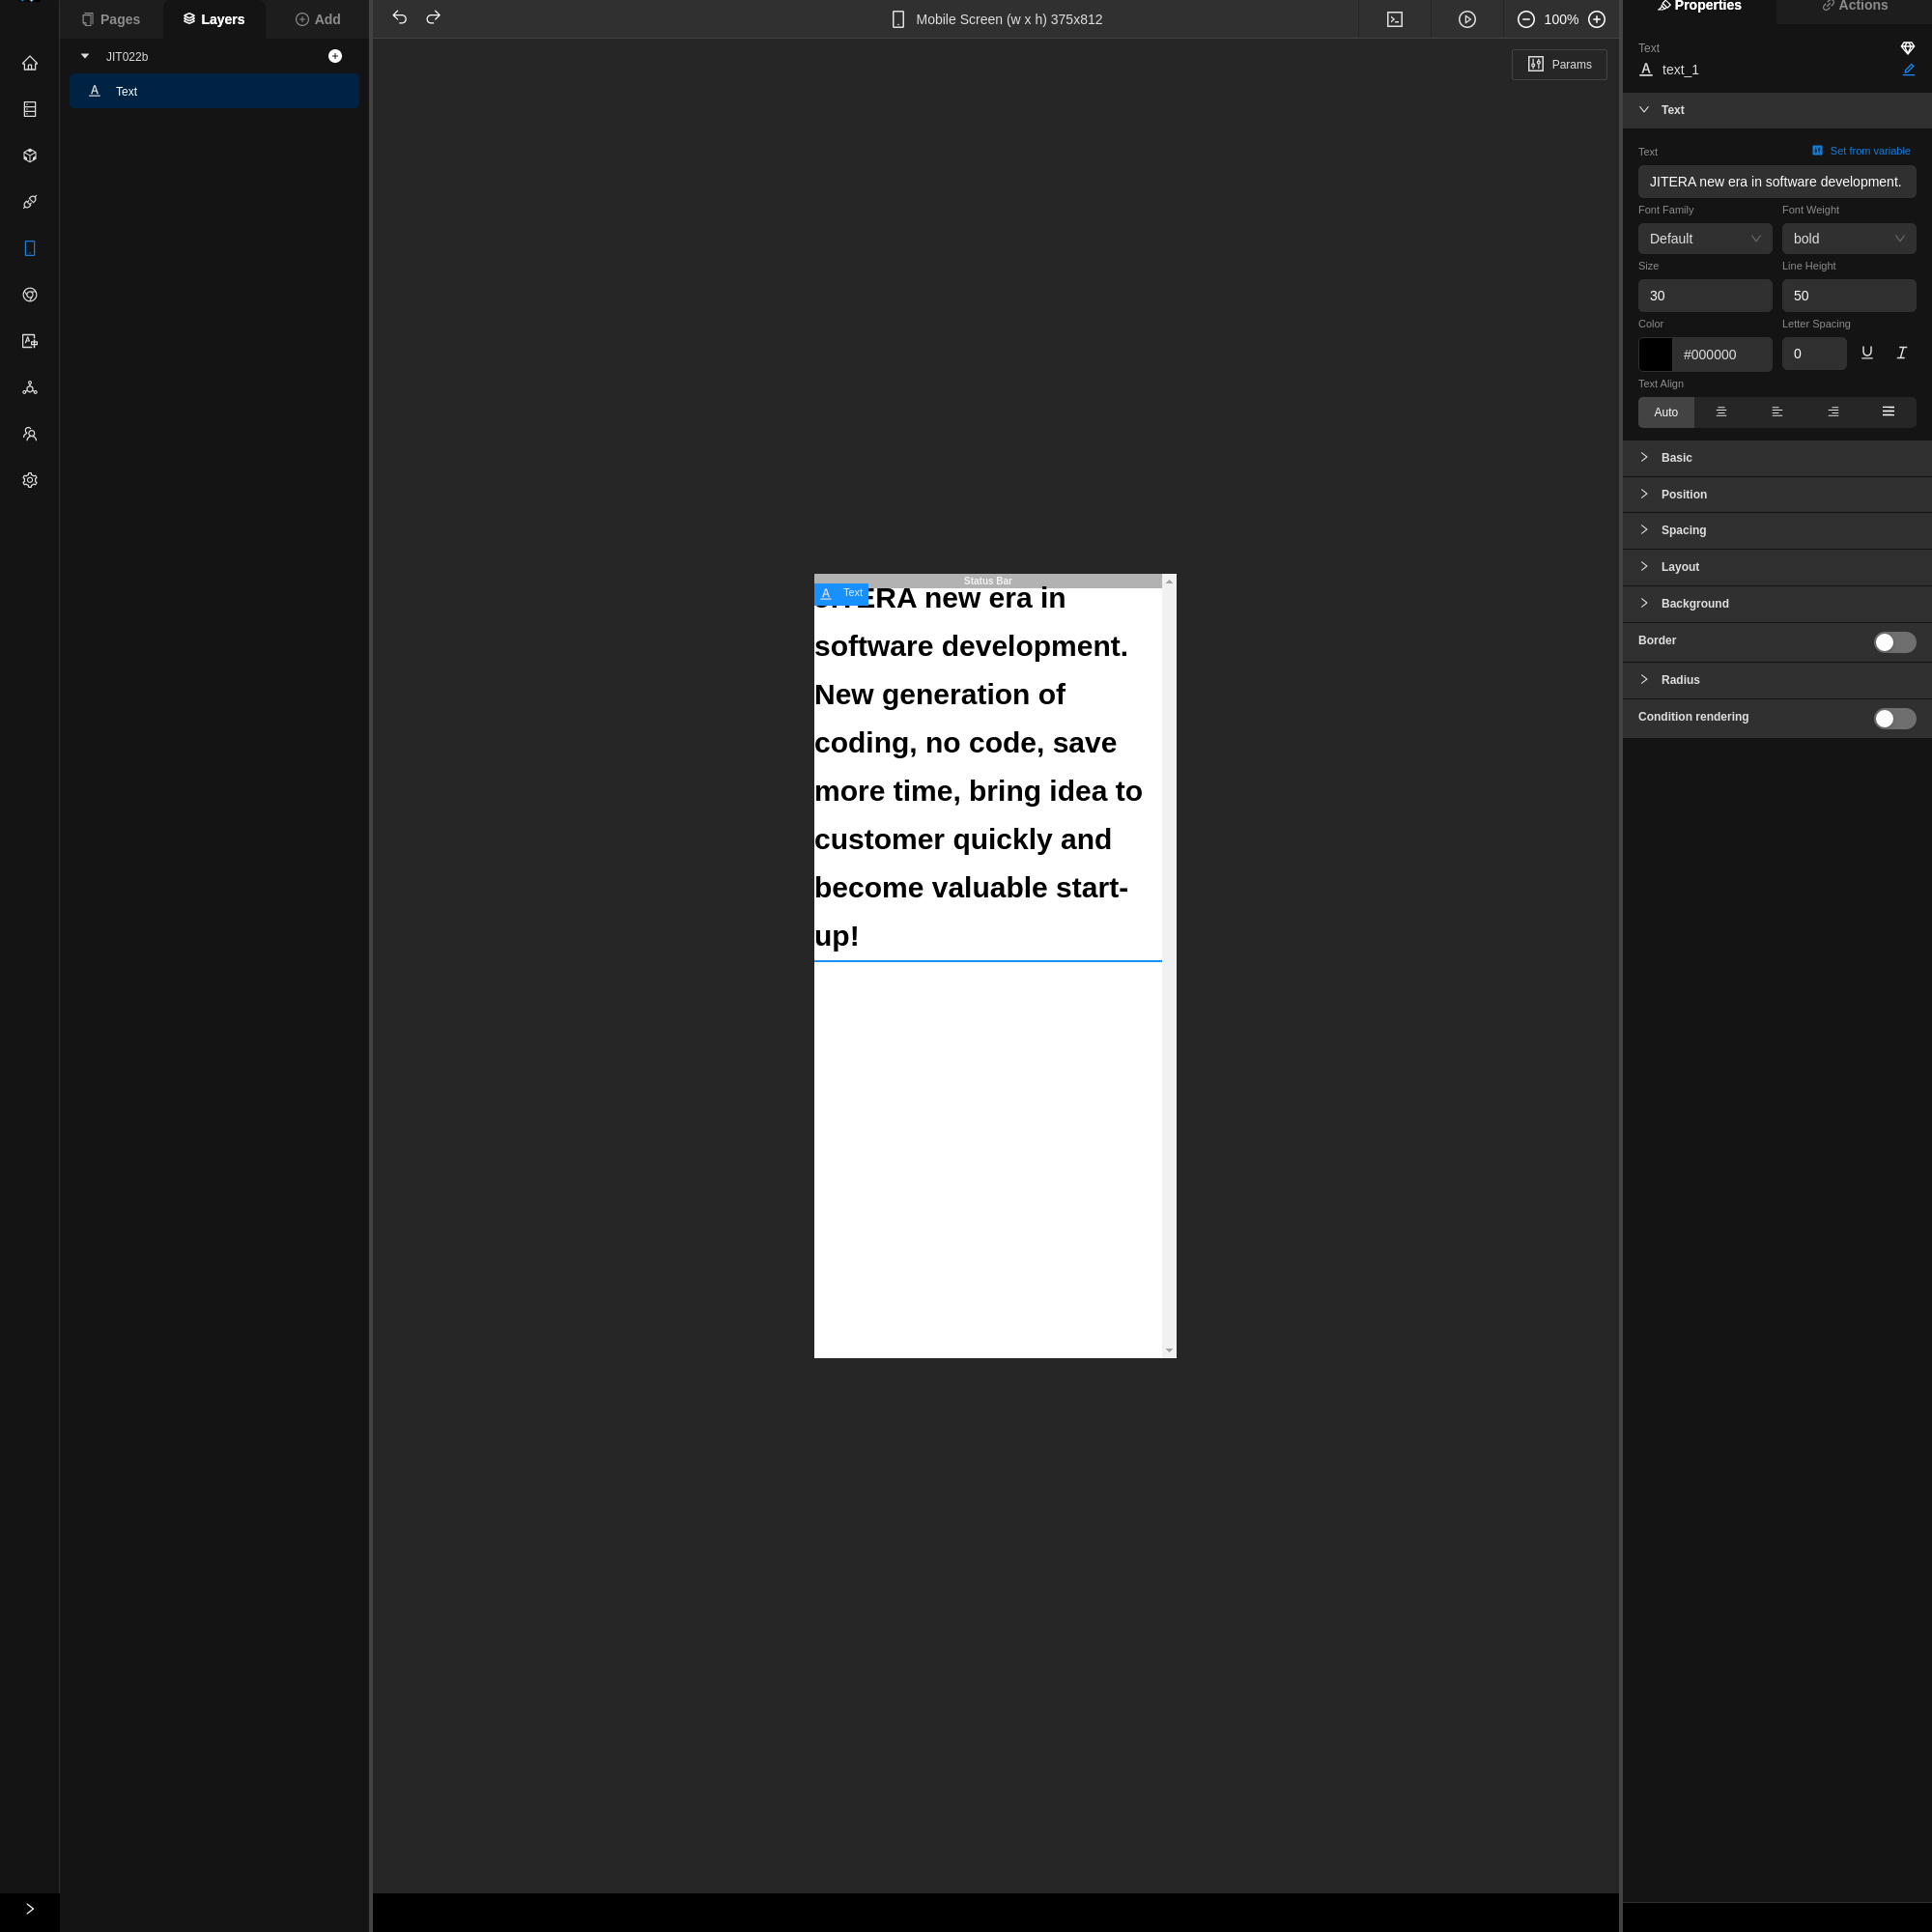 Pages
Layers
Add
Mobile Screen (w x h) 375x812
100%
Properties
Actions
JIT022b
Text
Params
Text
text_1
Text
Text
Set from variable
JITERA new era in software development.
Font Family
Font Weight
Default
bold
Size
Line Height
30
50
Color
Letter Spacing
#000000
0
Text Align
Auto
Basic
Position
Spacing
Layout
Background
Border
Radius
Condition rendering
Status Bar
Text
ERA new era in
software development.
New generation of
coding, no code, save
more time, bring idea to
customer quickly and
become valuable start-
up!